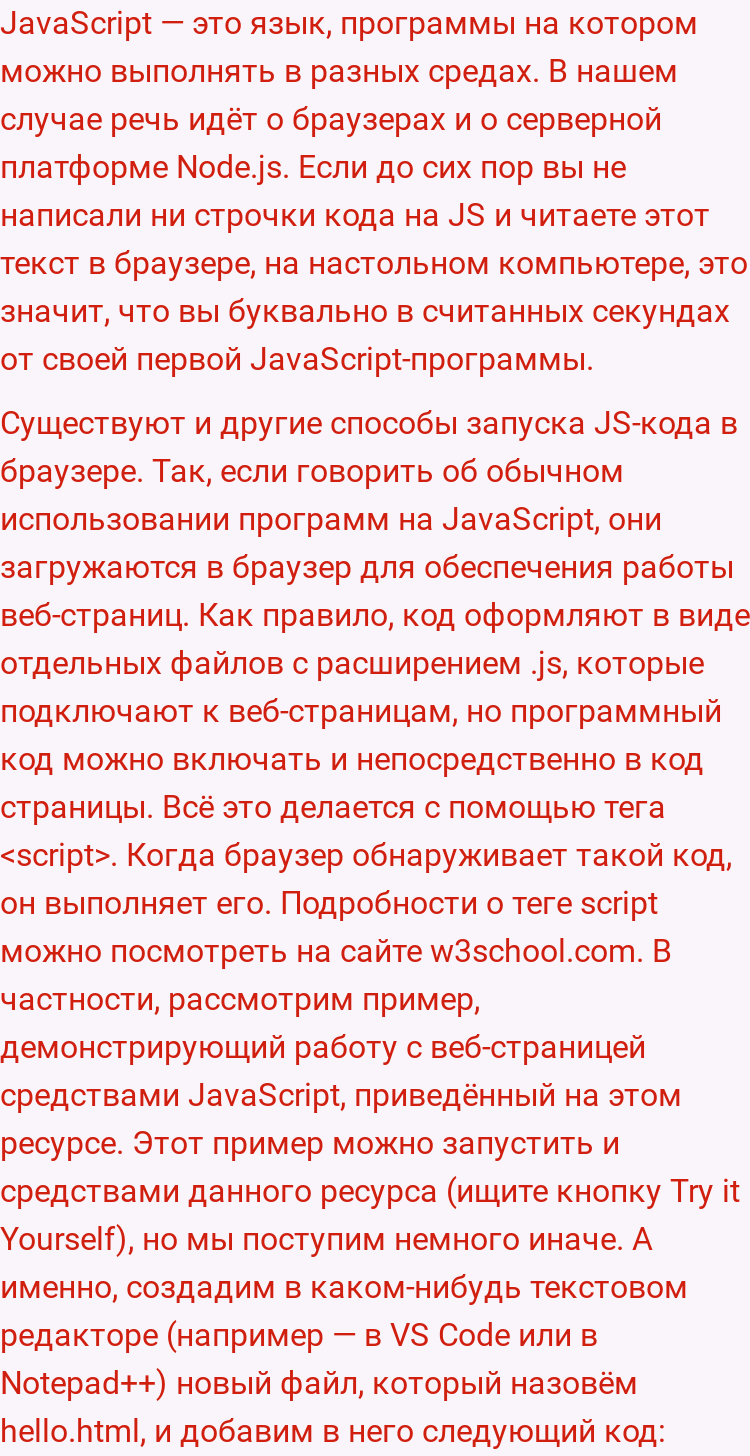 JavaScript — это язык, программы на котором
можно выполнять в разных средах. В нашем
случае речь идёт о браузерах и о серверной
платформе Node.js. Если до сих пор вы не
написали ни строчки кода на JS и читаете этот
текст в браузере, на настольном компьютере, это
значит, что вы буквально в считанных секундах
от своей первой JavaScript-программы.
Существуют и другие способы запуска JS-кода в
браузере. Так, если говорить об обычном
использовании программ на JavaScript, они
загружаются в браузер для обеспечения работы
веб-страниц. Как правило, код оформляют в виде
отдельных файлов с расширением .js, которые
подключают к веб-страницам, но программный
код можно включать и непосредственно в код
страницы. Всё это делается с помощью тега
<script>. Когда браузер обнаруживает такой код,
он выполняет его. Подробности о теге script
можно посмотреть на сайте w3school.com. В
частности, рассмотрим пример,
демонстрирующий работу с веб-страницей
средствами JavaScript, приведённый на этом
ресурсе. Этот пример можно запустить и
средствами данного ресурса (ищите кнопку Try it
Yourself), но мы поступим немного иначе. А
именно, создадим в каком-нибудь текстовом
редакторе (например — в VS Code или в
Notepad++) новый файл, который назовём
hello.html, и добавим в него следующий код: